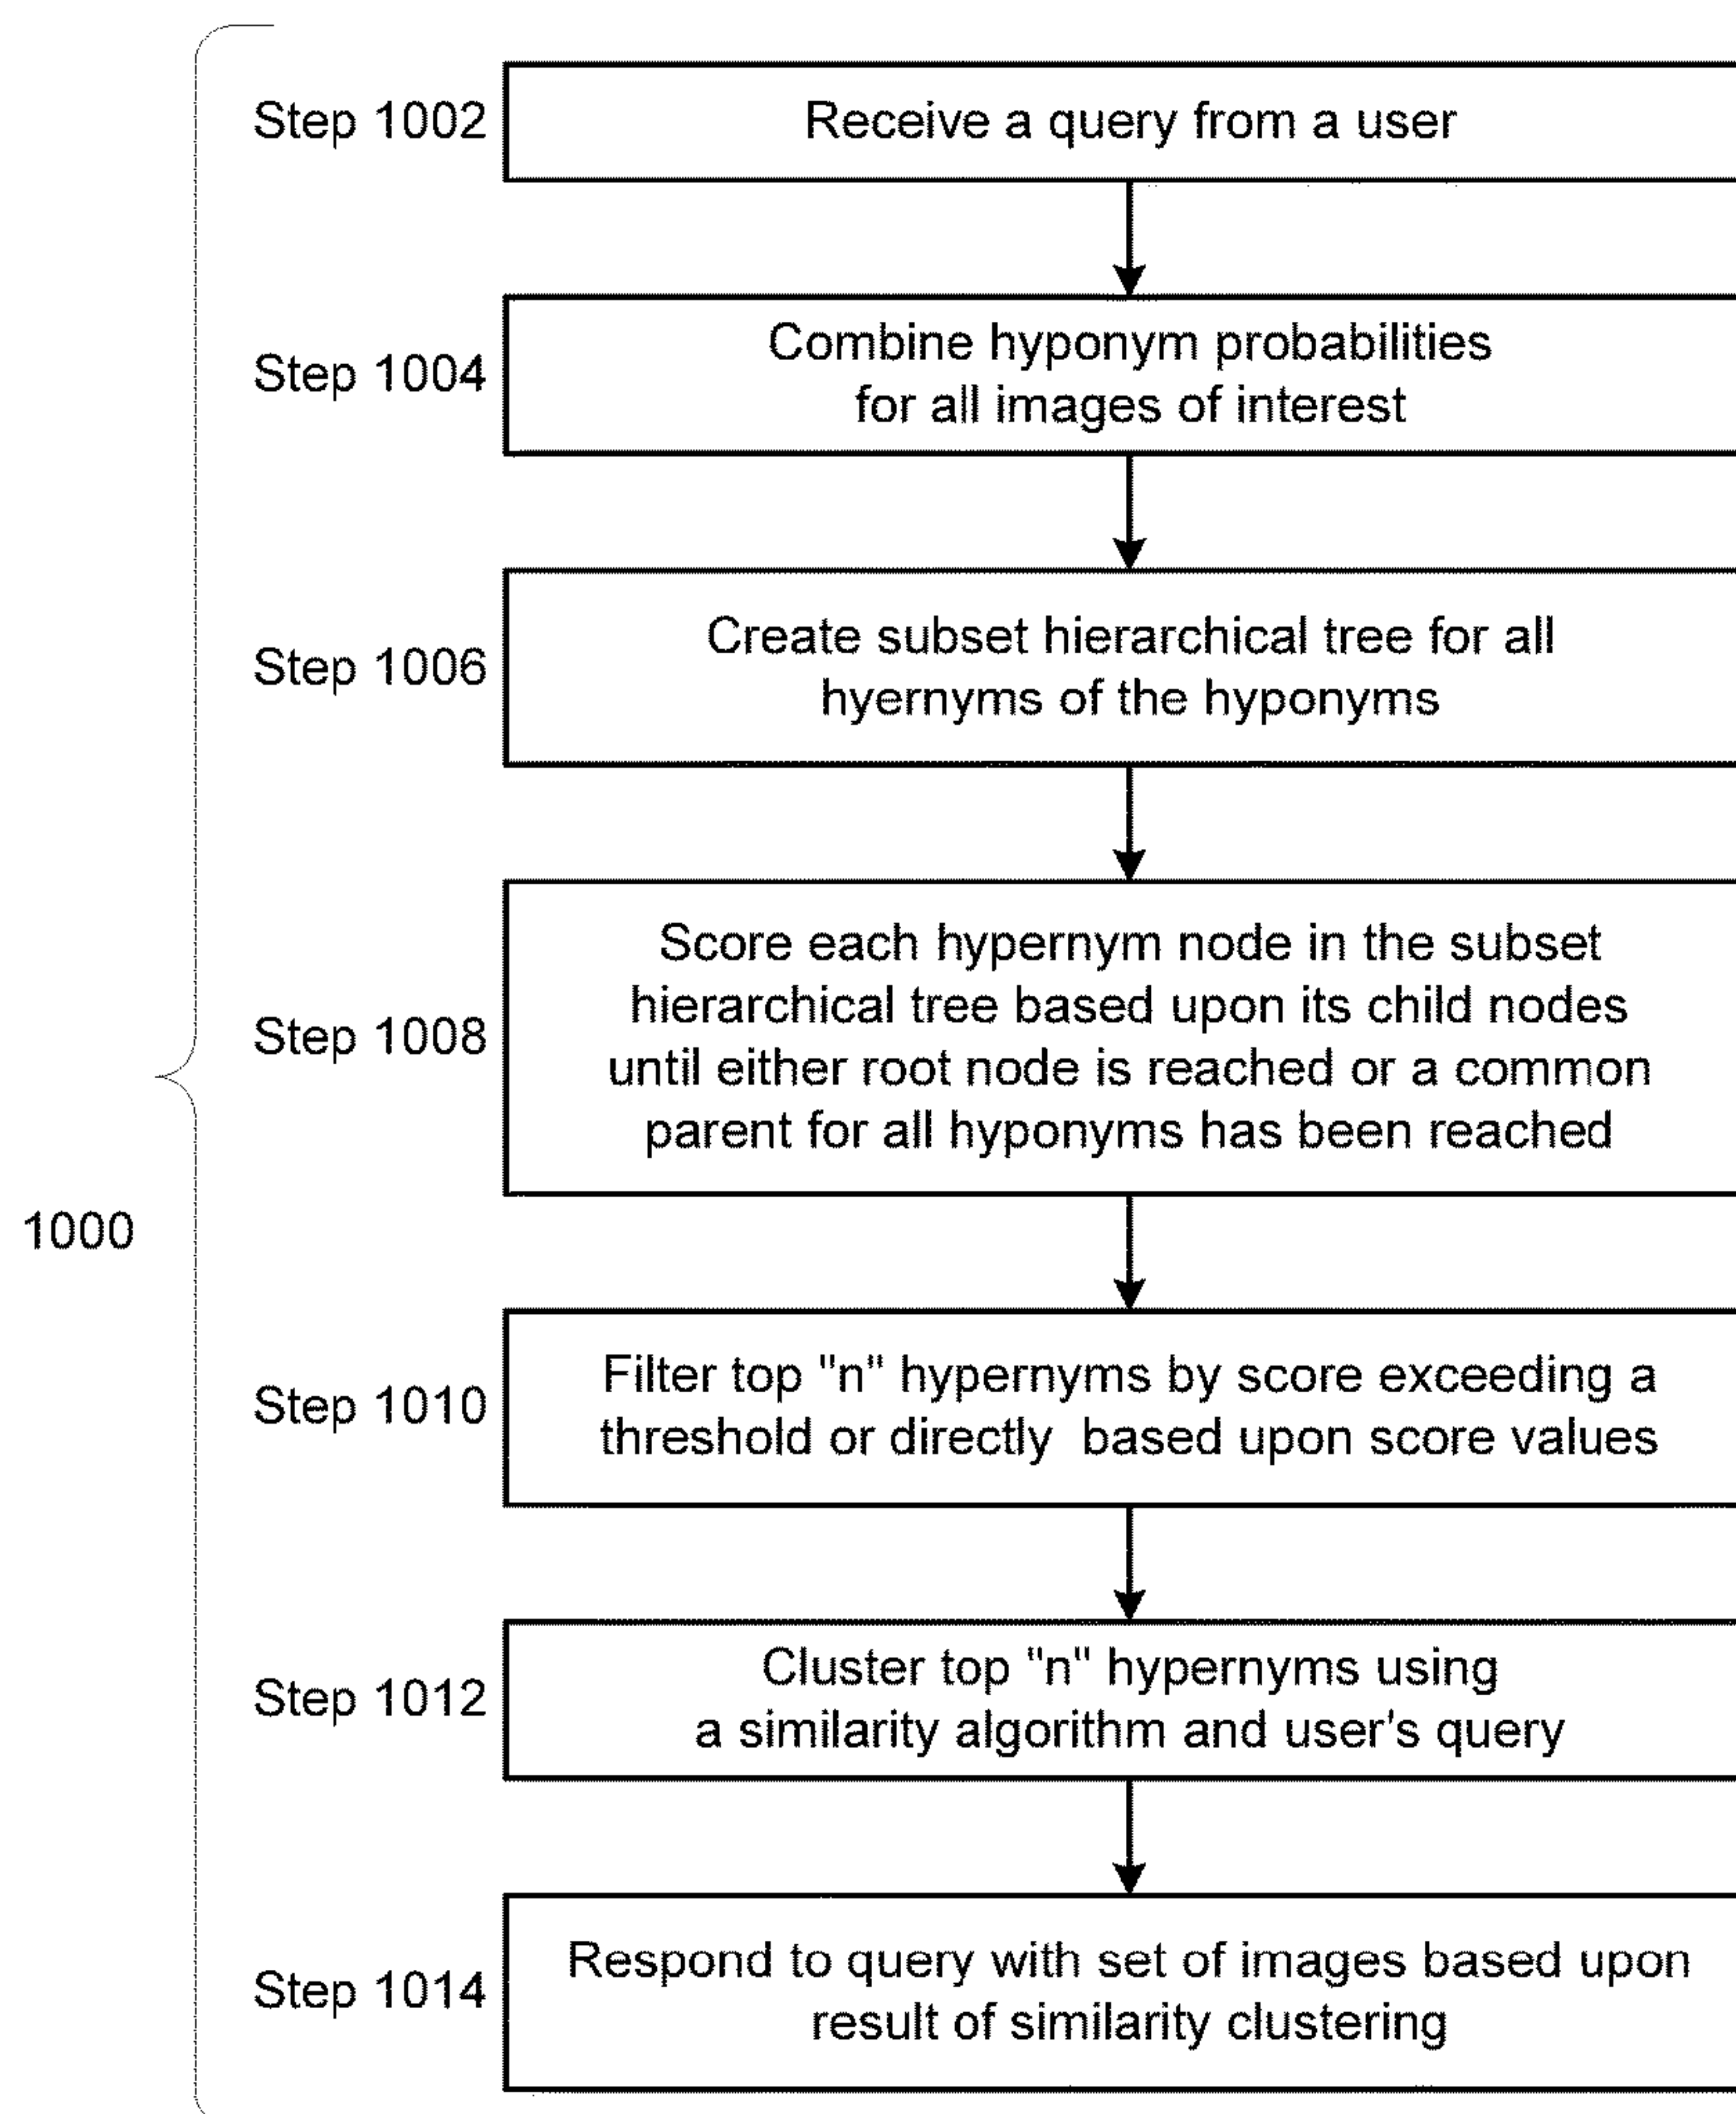 Step 1002
Receive a query from a user
Step 1004
Combine hyponym probabilities
for all images of interest
Step 1006
Create subset hierarchical tree for all
hyernyms of the hyponyms
Step 1008
Score each hypernym node in the subset
hierarchical tree based upon its child nodes
until either root node is reached or a common
parent for all hyponyms has been reached
1000
Step 1010
Filter top "n" hypernyms by score exceeding a
threshold or directly based upon score values
Step 1012
Cluster top "n" hypernyms using
a similarity algorithm and user's query
Step 1014
Respond to query with set of images based upon
result of similarity clustering